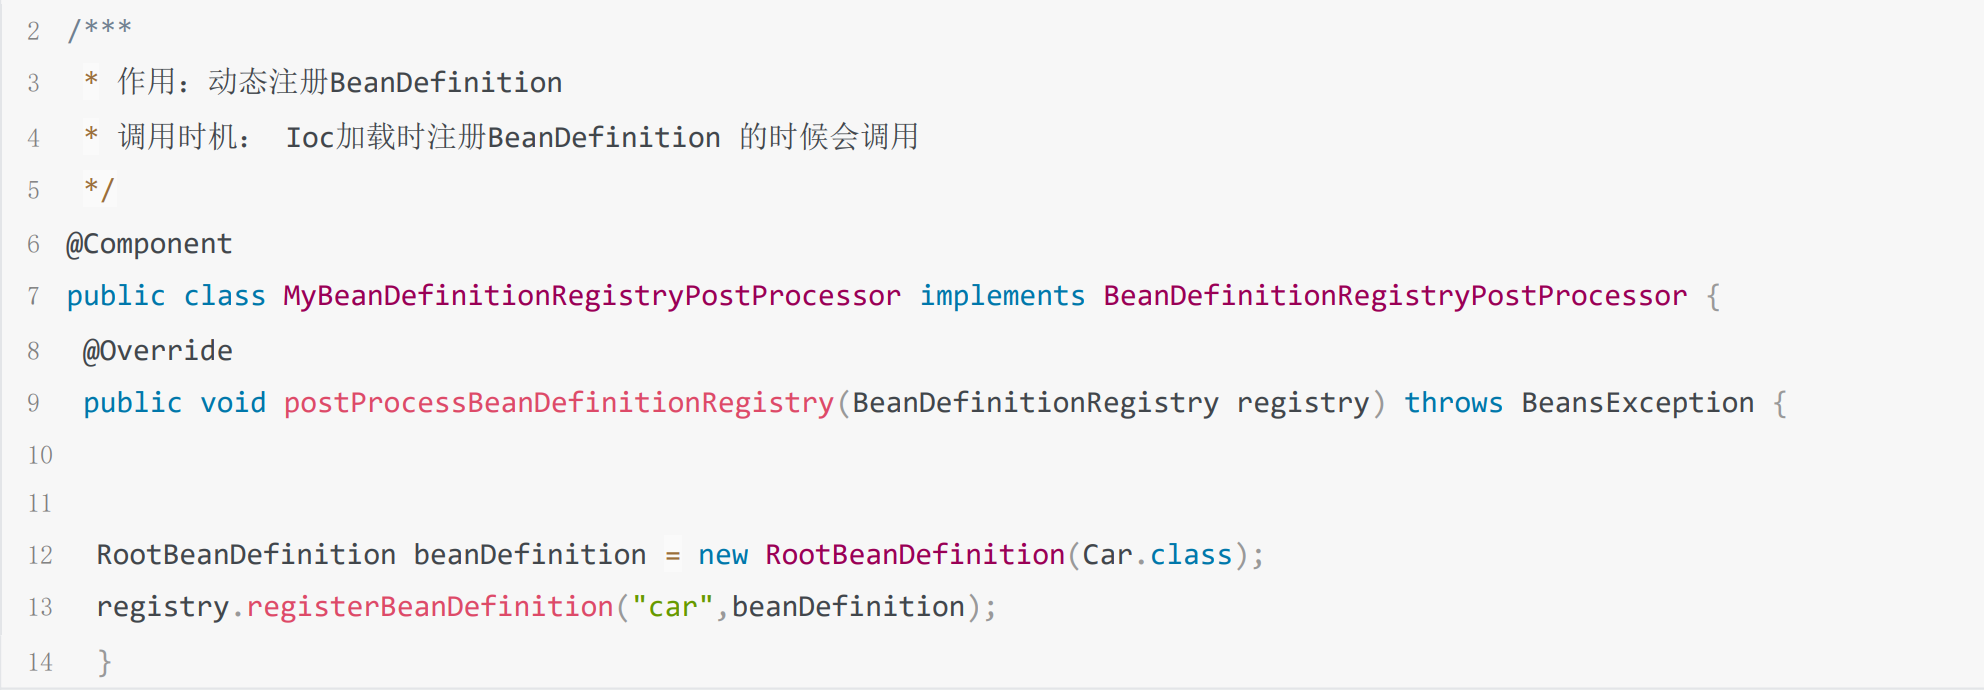 2 /***
3  * 作用：动态注册BeanDefinition
4  * 调用时机： Ioc加载时注册BeanDefinition 的时候会调用
5  */
6 @Component
7 public class MyBeanDefinitionRegistryPostProcessor implements BeanDefinitionRegistryPostProcessor {
8  @Override
9  public void postProcessBeanDefinitionRegistry(BeanDefinitionRegistry registry) throws BeansException {
10
11
12  RootBeanDefinition beanDefinition = new RootBeanDefinition(Car.class);
13  registry.registerBeanDefinition("car",beanDefinition);
14  }